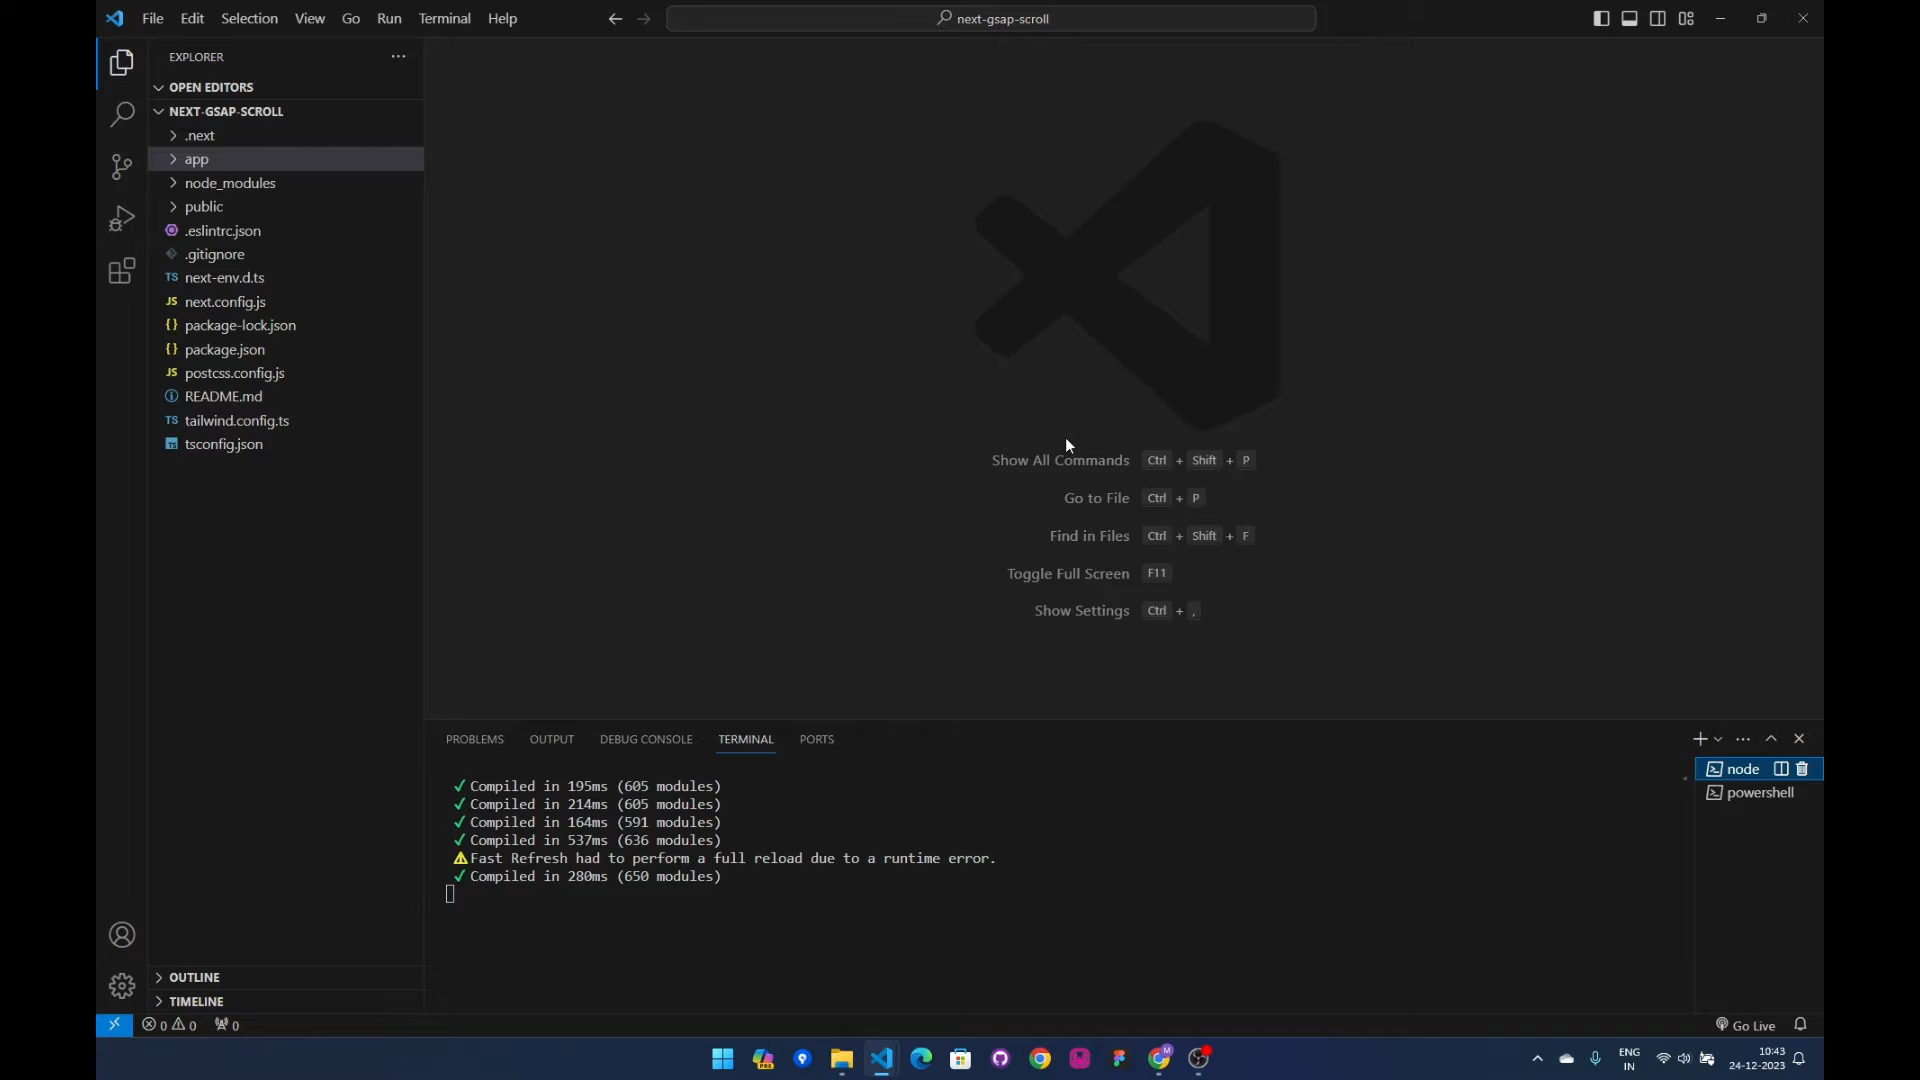 File Edit Selection View Go Run Terminal Help
next-gsap-scroll
EXPLORER
OPEN EDITORS
NEXT-GSAP-SCROLL
.next
app
node_modules
public
.eslintrc.json
.gitignore
TS next-env.d.ts
JS next.config.js
{ } package-lock.json
{ } package.json
JS postcss.config.js
README.md
TS tailwind.config.ts
TS tsconfig.json
Show All Commands Ctrl + Shift + P
Go to File Ctrl + P
Find in Files Ctrl + Shift + F
Toggle Full Screen F11
Show Settings Ctrl + ,
PROBLEMS OUTPUT DEBUG CONSOLE TERMINAL PORTS
✓ Compiled in 195ms (605 modules)
✓ Compiled in 214ms (605 modules)
✓ Compiled in 164ms (591 modules)
✓ Compiled in 537ms (636 modules)
⚠ Fast Refresh had to perform a full reload due to a runtime error.
✓ Compiled in 280ms (650 modules)
node
powershell
OUTLINE
TIMELINE
0 0 0
Go Live
PRE
M
ENG
IN
10:43
24-12-2023